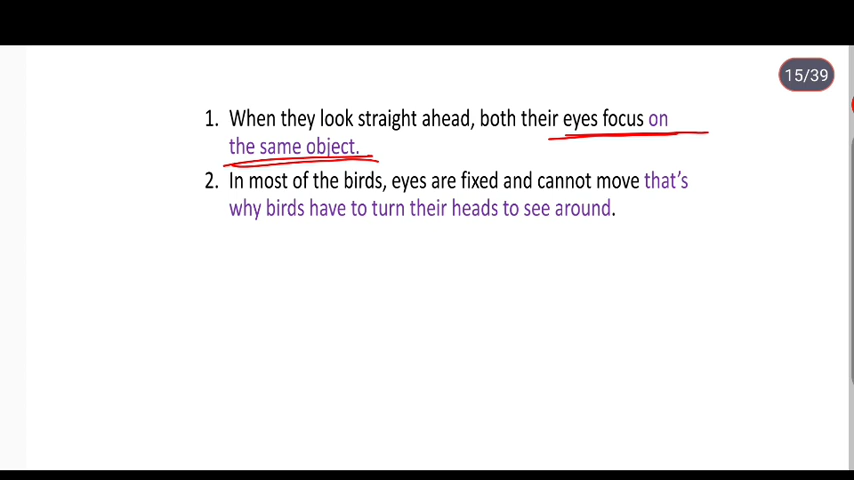 15/39
1. When they look straight ahead, both their eyes focus on
the same object.
2. In most of the birds, eyes are fixed and cannot move that's
why birds have to turn their heads to see around.